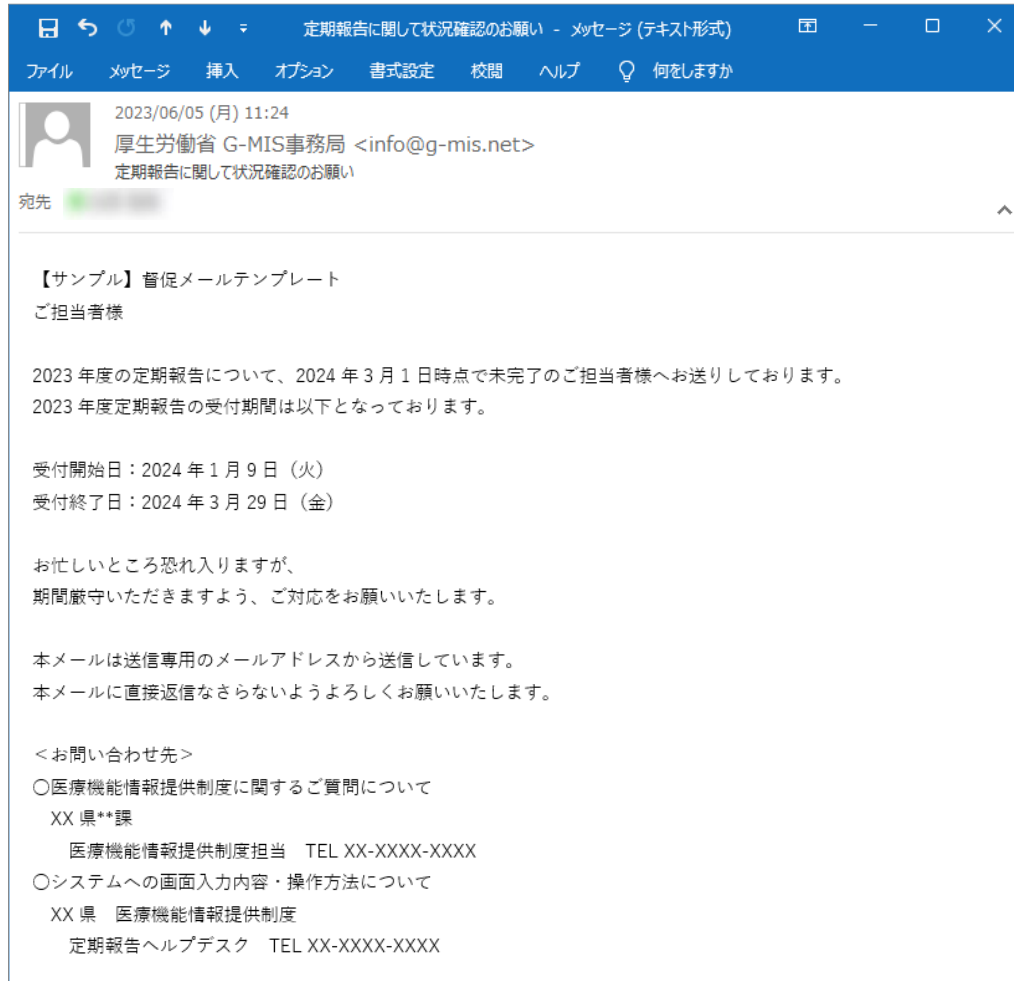 定期報告に関して状況確認のお願い - メッセージ (テキスト形式)
ファイル メッセージ 挿入 オプション 書式設定 校閲 ヘルプ 何をしますか
2023/06/05 (月) 11:24
厚生労働省 G-MIS事務局 <info@g-mis.net>
定期報告に関して状況確認のお願い
宛先
【サンプル】督促メールテンプレート
ご担当者様
2023 年度の定期報告について、2024 年 3 月 1 日時点で未完了のご担当者様へお送りしております。
2023 年度定期報告の受付期間は以下となっております。
受付開始日：2024 年 1 月 9 日（火）
受付終了日：2024 年 3 月 29 日（金）
お忙しいところ恐れ入りますが、
期間厳守いただきますよう、ご対応をお願いいたします。
本メールは送信専用のメールアドレスから送信しています。
本メールに直接返信なさらないようよろしくお願いいたします。
＜お問い合わせ先＞
○医療機能情報提供制度に関するご質問について
XX 県**課
医療機能情報提供制度担当　TEL XX-XXXX-XXXX
○システムへの画面入力内容・操作方法について
XX 県　医療機能情報提供制度
定期報告ヘルプデスク　TEL XX-XXXX-XXXX